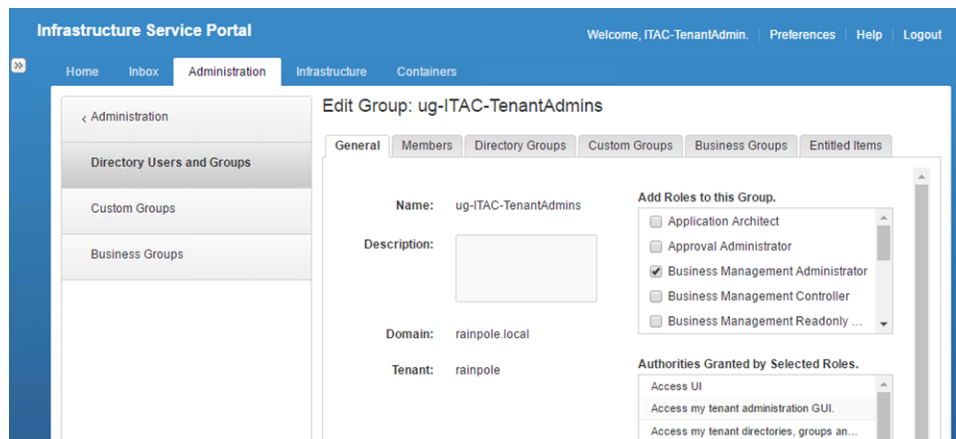 Infrastructure Service Portal
Welcome, ITAC-TenantAdmin. Preferences Help Logout
Home Inbox Administration Infrastructure Containers
< Administration
Directory Users and Groups
Custom Groups
Business Groups
Edit Group: ug-ITAC-TenantAdmins
General Members Directory Groups Custom Groups Business Groups Entitled Items
Name: ug-ITAC-TenantAdmins
Description:
Domain: rainpole.local
Tenant: rainpole
Add Roles to this Group.
Application Architect
Approval Administrator
Business Management Administrator
Business Management Controller
Business Management Readonly ...
Authorities Granted by Selected Roles.
Access UI
Access my tenant administration GUI.
Access my tenant directories, groups an...